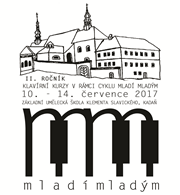 II. ROČNÍK
KLAVÍRNÍ KURZY V RÁMCI CYKLU MLADÍ MLADÝM
10. - 14. července 2017
ZÁKLADNÍ UMĚLECKÁ ŠKOLA KLEMENTA SLAVICKÉHO, KADAŇ
mm
mladímladým